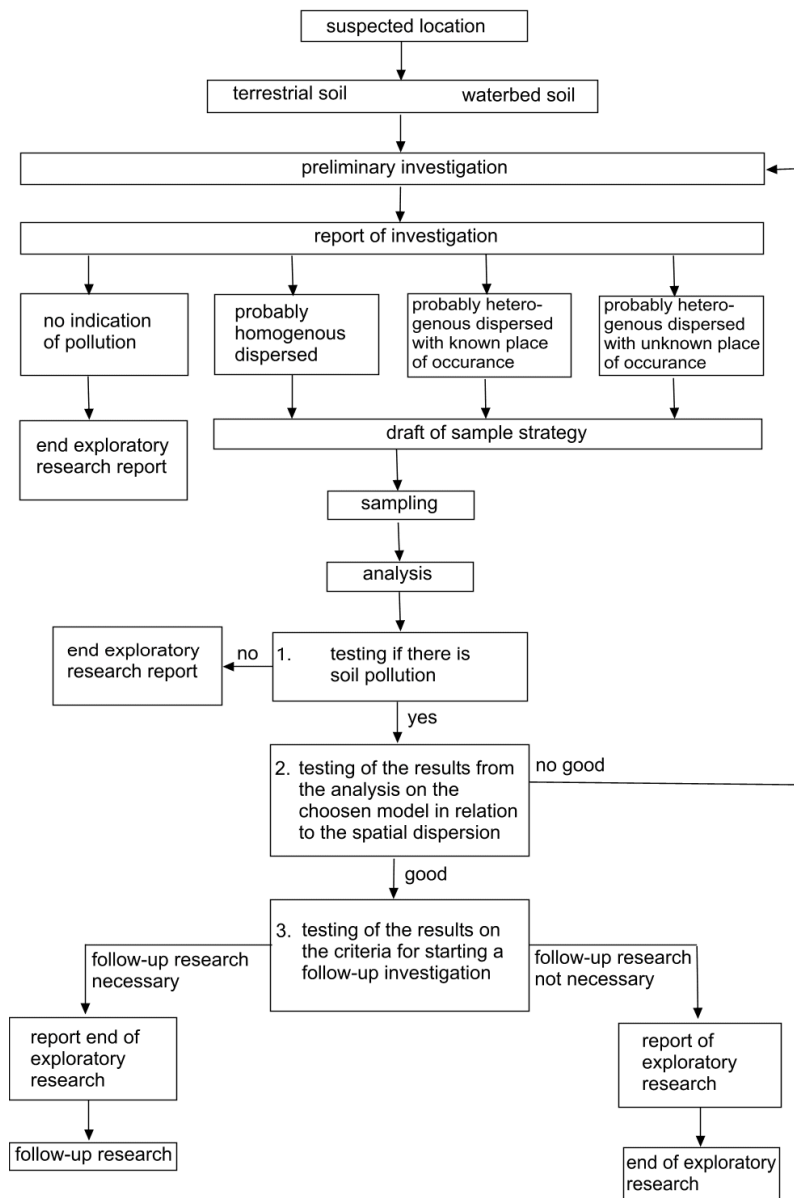 suspected location
terrestrial soil waterbed soil
preliminary investigation
report of investigation
no indication
of pollution
probably
homogenous
dispersed
probably hetero-
genous dispersed
with known place
of occurance
probably hetero-
genous dispersed
with unknown place
of occurance
end exploratory
research report
draft of sample strategy
sampling
analysis
end exploratory
research report
no
1. testing if there is
soil pollution
yes
2. testing of the results from
the analysis on the
choosen model in relation
to the spatial dispersion
no good
good
3. testing of the results on
the criteria for starting a
follow-up investigation
follow-up research
necessary
follow-up research
not necessary
report end of
exploratory
research
report of
exploratory
research
follow-up research
end of exploratory
research